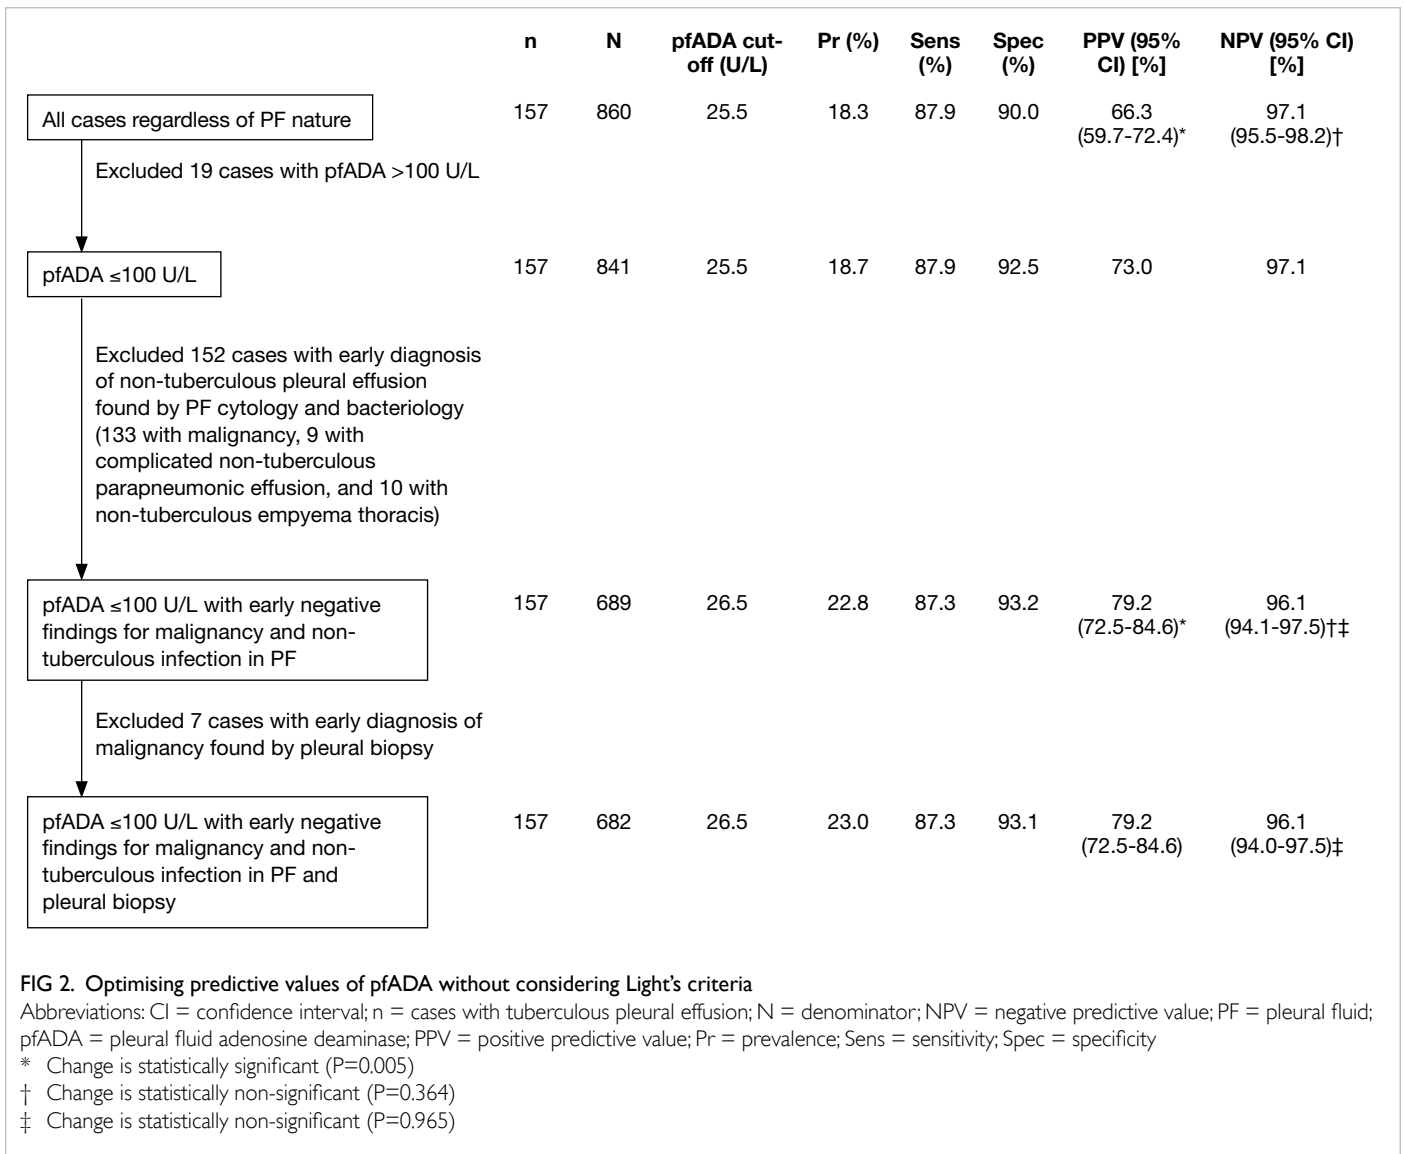 n N pfADA cut-off (U/L) Pr (%) Sens (%) Spec (%) PPV (95% CI) [%] NPV (95% CI) [%]
All cases regardless of PF nature 157 860 25.5 18.3 87.9 90.0 66.3 (59.7-72.4)* 97.1 (95.5-98.2)†
Excluded 19 cases with pfADA >100 U/L
pfADA ≤100 U/L 157 841 25.5 18.7 87.9 92.5 73.0 97.1
Excluded 152 cases with early diagnosis
of non-tuberculous pleural effusion
found by PF cytology and bacteriology
(133 with malignancy, 9 with
complicated non-tuberculous
parapneumonic effusion, and 10 with
non-tuberculous empyema thoracis)
pfADA ≤100 U/L with early negative
findings for malignancy and non-
tuberculous infection in PF
157 689 26.5 22.8 87.3 93.2 79.2 (72.5-84.6)* 96.1 (94.1-97.5)†‡
Excluded 7 cases with early diagnosis of
malignancy found by pleural biopsy
pfADA ≤100 U/L with early negative
findings for malignancy and non-
tuberculous infection in PF and
pleural biopsy
157 682 26.5 23.0 87.3 93.1 79.2 (72.5-84.6) 96.1 (94.0-97.5)‡
FIG 2. Optimising predictive values of pfADA without considering Light's criteria
Abbreviations: CI = confidence interval; n = cases with tuberculous pleural effusion; N = denominator; NPV = negative predictive value; PF = pleural fluid;
pfADA = pleural fluid adenosine deaminase; PPV = positive predictive value; Pr = prevalence; Sens = sensitivity; Spec = specificity
* Change is statistically significant (P=0.005)
† Change is statistically non-significant (P=0.364)
‡ Change is statistically non-significant (P=0.965)